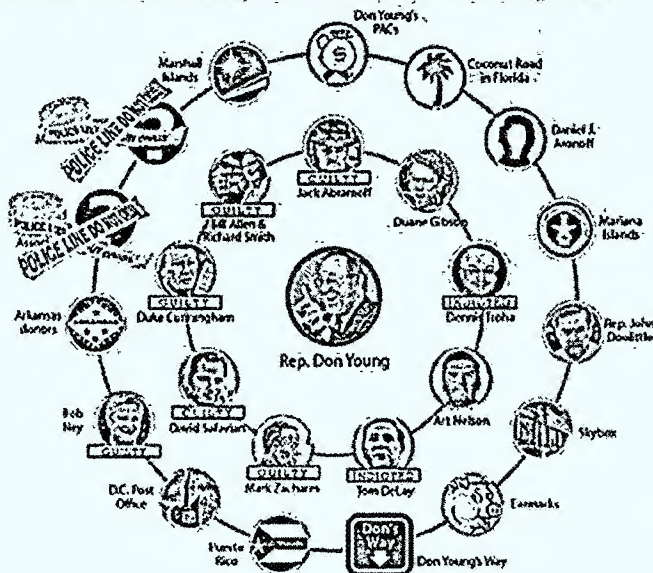 Don Young's
PACs
Marshall
Islands
Coconut Road
in Florida
POLICE LINE DO NOT CROSS
Daniel J.
Aronoff
GUILTY
Jack Abramoff
GUILTY
Bill Allen &
Richard Smith
Duane Gibson
Mariana
Islands
POLICE LINE DO NOT CROSS
GUILTY
Duke Cunningham
INDICTED
Dennis Troha
Arkansas
donors
Rep. John
Doolittle
Rep. Don Young
GUILTY
David Safavian
Art Nelson
Bob
Ney
GUILTY
Skybox
GUILTY
Mark Zachares
INDICTED
Tom DeLay
D.C. Post
Office
Earmarks
Puerto
Rico
Don's
Way
Don Young's Way